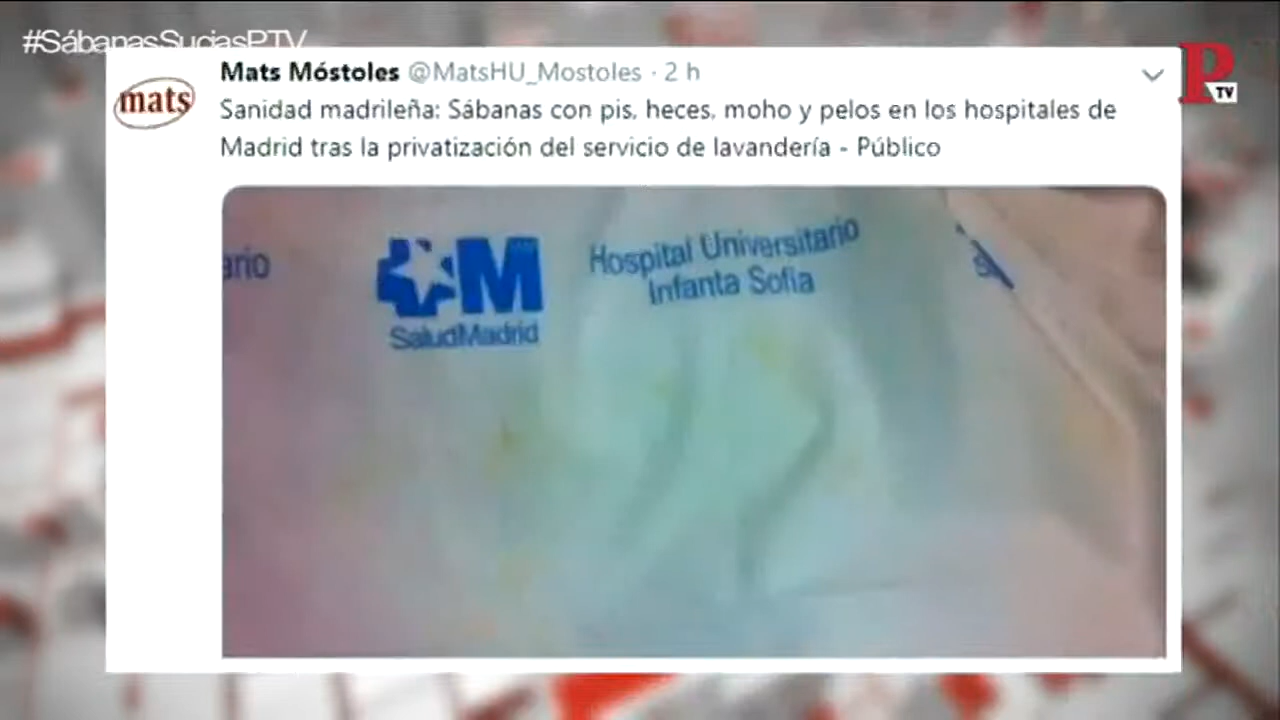 #SábanasSuciasPTV
Mats Móstoles @MatsHU_Mostoles · 2 h
mats
Sanidad madrileña: Sábanas con pis, heces, moho y pelos en los hospitales de
Madrid tras la privatización del servicio de lavandería - Público
P
TV
ario
M
SaludMadrid
Hospital Universitario
Infanta Sofía